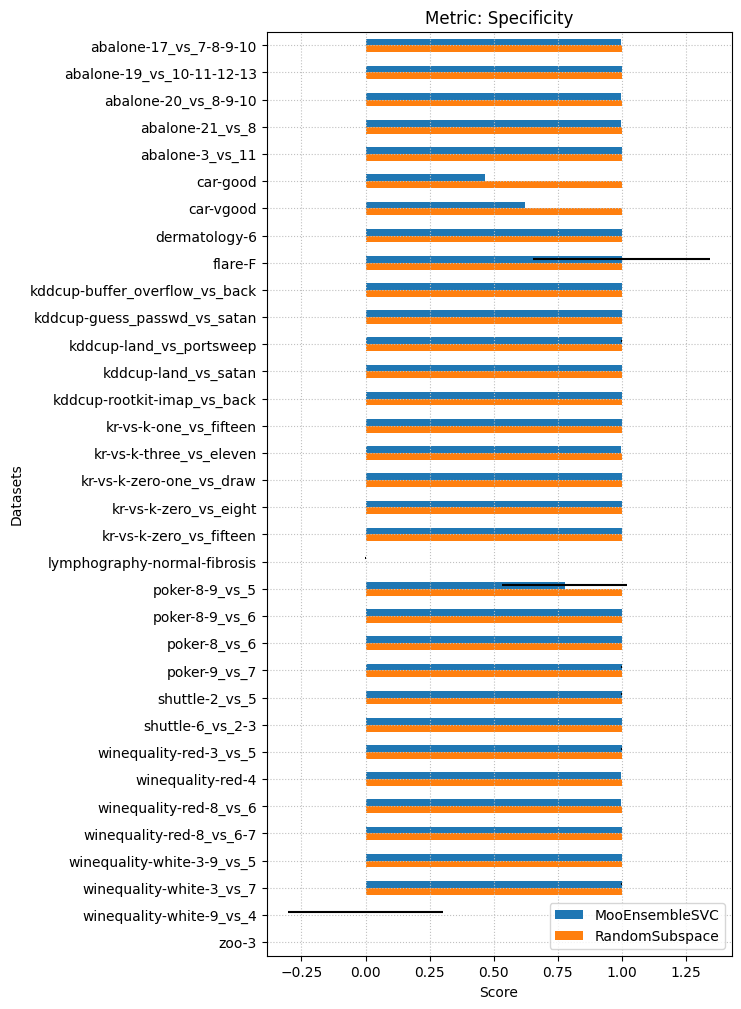 Metric: Specificity
abalone-17_vs_7-8-9-10
abalone-19_vs_10-11-12-13
abalone-20_vs_8-9-10
abalone-21_vs_8
abalone-3_vs_11
car-good
car-vgood
dermatology-6
flare-F
kddcup-buffer_overflow_vs_back
kddcup-guess_passwd_vs_satan
kddcup-land_vs_portsweep
kddcup-land_vs_satan
kddcup-rootkit-imap_vs_back
kr-vs-k-one_vs_fifteen
kr-vs-k-three_vs_eleven
kr-vs-k-zero-one_vs_draw
kr-vs-k-zero_vs_eight
kr-vs-k-zero_vs_fifteen
lymphography-normal-fibrosis
poker-8-9_vs_5
poker-8-9_vs_6
poker-8_vs_6
poker-9_vs_7
shuttle-2_vs_5
shuttle-6_vs_2-3
winequality-red-3_vs_5
winequality-red-4
winequality-red-8_vs_6
winequality-red-8_vs_6-7
winequality-white-3-9_vs_5
winequality-white-3_vs_7
winequality-white-9_vs_4
zoo-3
Datasets
MooEnsembleSVC
RandomSubspace
−0.25 0.00 0.25 0.50 0.75 1.00 1.25
Score